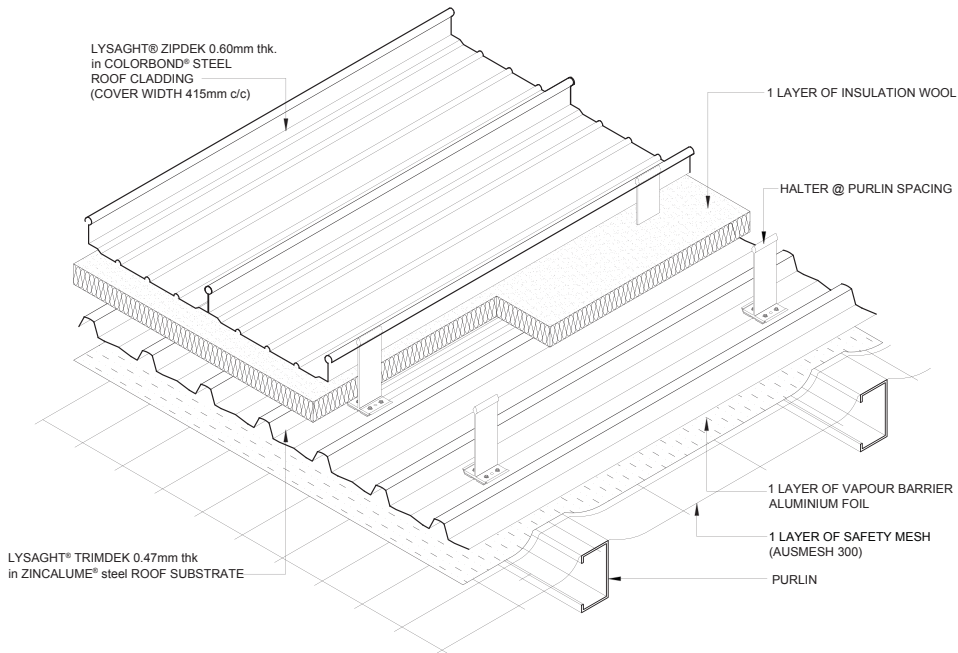 LYSAGHT® ZIPDEK 0.60mm thk.
in COLORBOND® STEEL
ROOF CLADDING
(COVER WIDTH 415mm c/c)
1 LAYER OF INSULATION WOOL
HALTER @ PURLIN SPACING
1 LAYER OF VAPOUR BARRIER
ALUMINIUM FOIL
1 LAYER OF SAFETY MESH
(AUSMESH 300)
PURLIN
LYSAGHT® TRIMDEK 0.47mm thk
in ZINCALUME® steel ROOF SUBSTRATE